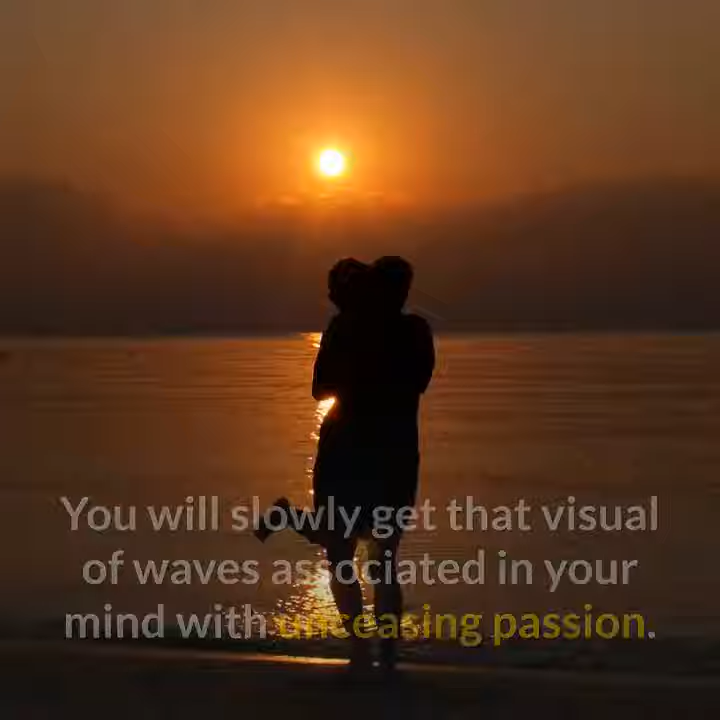 You will slowly get that visual
of waves associated in your
mind with unceasing passion.